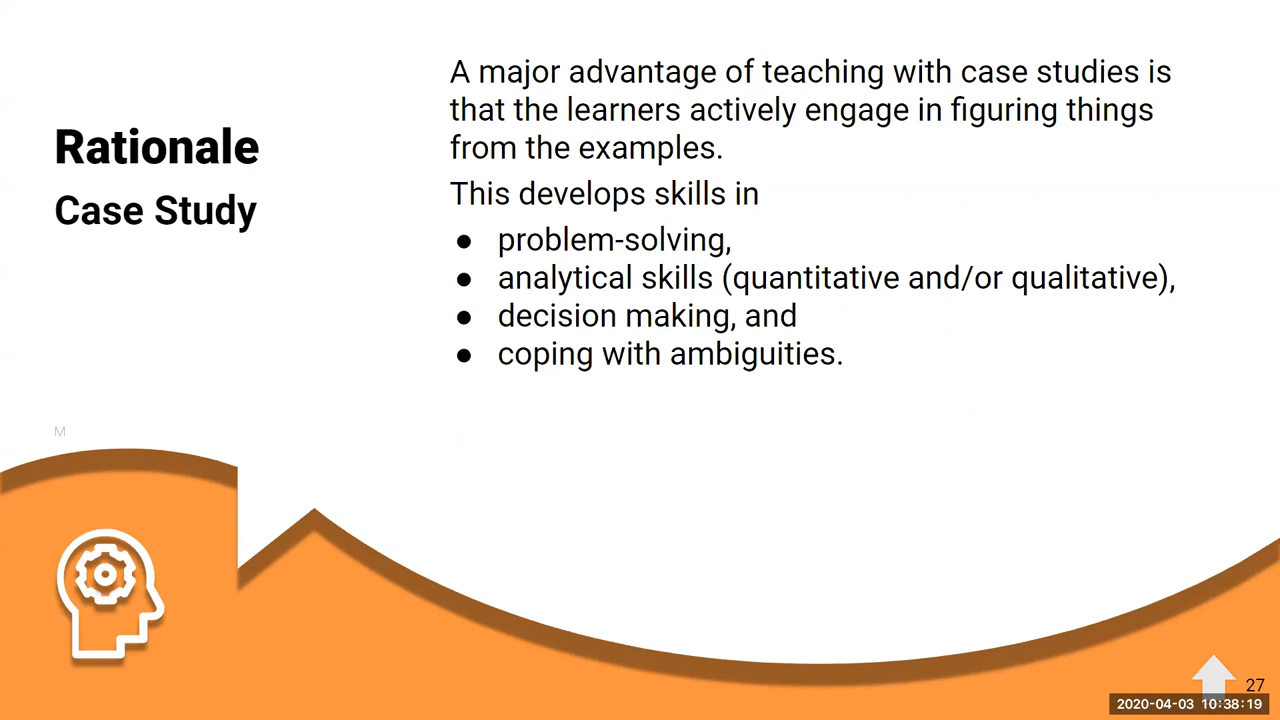 Rationale
Case Study
A major advantage of teaching with case studies is
that the learners actively engage in figuring things
from the examples.
This develops skills in
● problem-solving,
● analytical skills (quantitative and/or qualitative),
● decision making, and
● coping with ambiguities.
M
27
2020-04-03 10:38:19